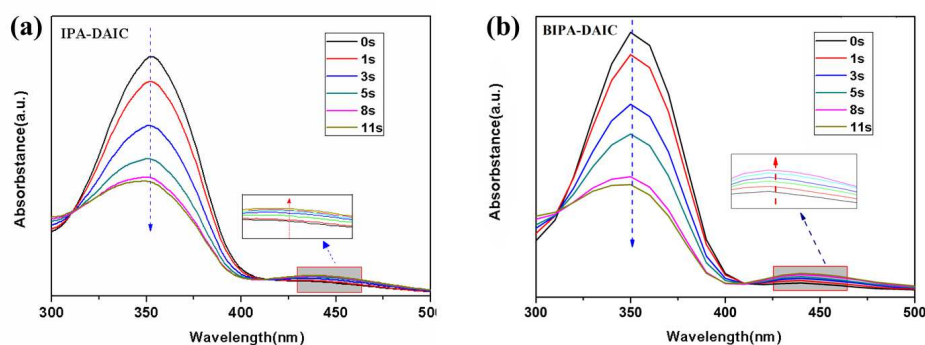 (a)
IPA-DAIC
0s
1s
3s
5s
8s
11s
Absorbstance(a.u.)
300
350
400
450
500
Wavelength(nm)
(b)
BIPA-DAIC
0s
1s
3s
5s
8s
11s
Absorbstance(a.u.)
300
350
400
450
500
Wavelength(nm)